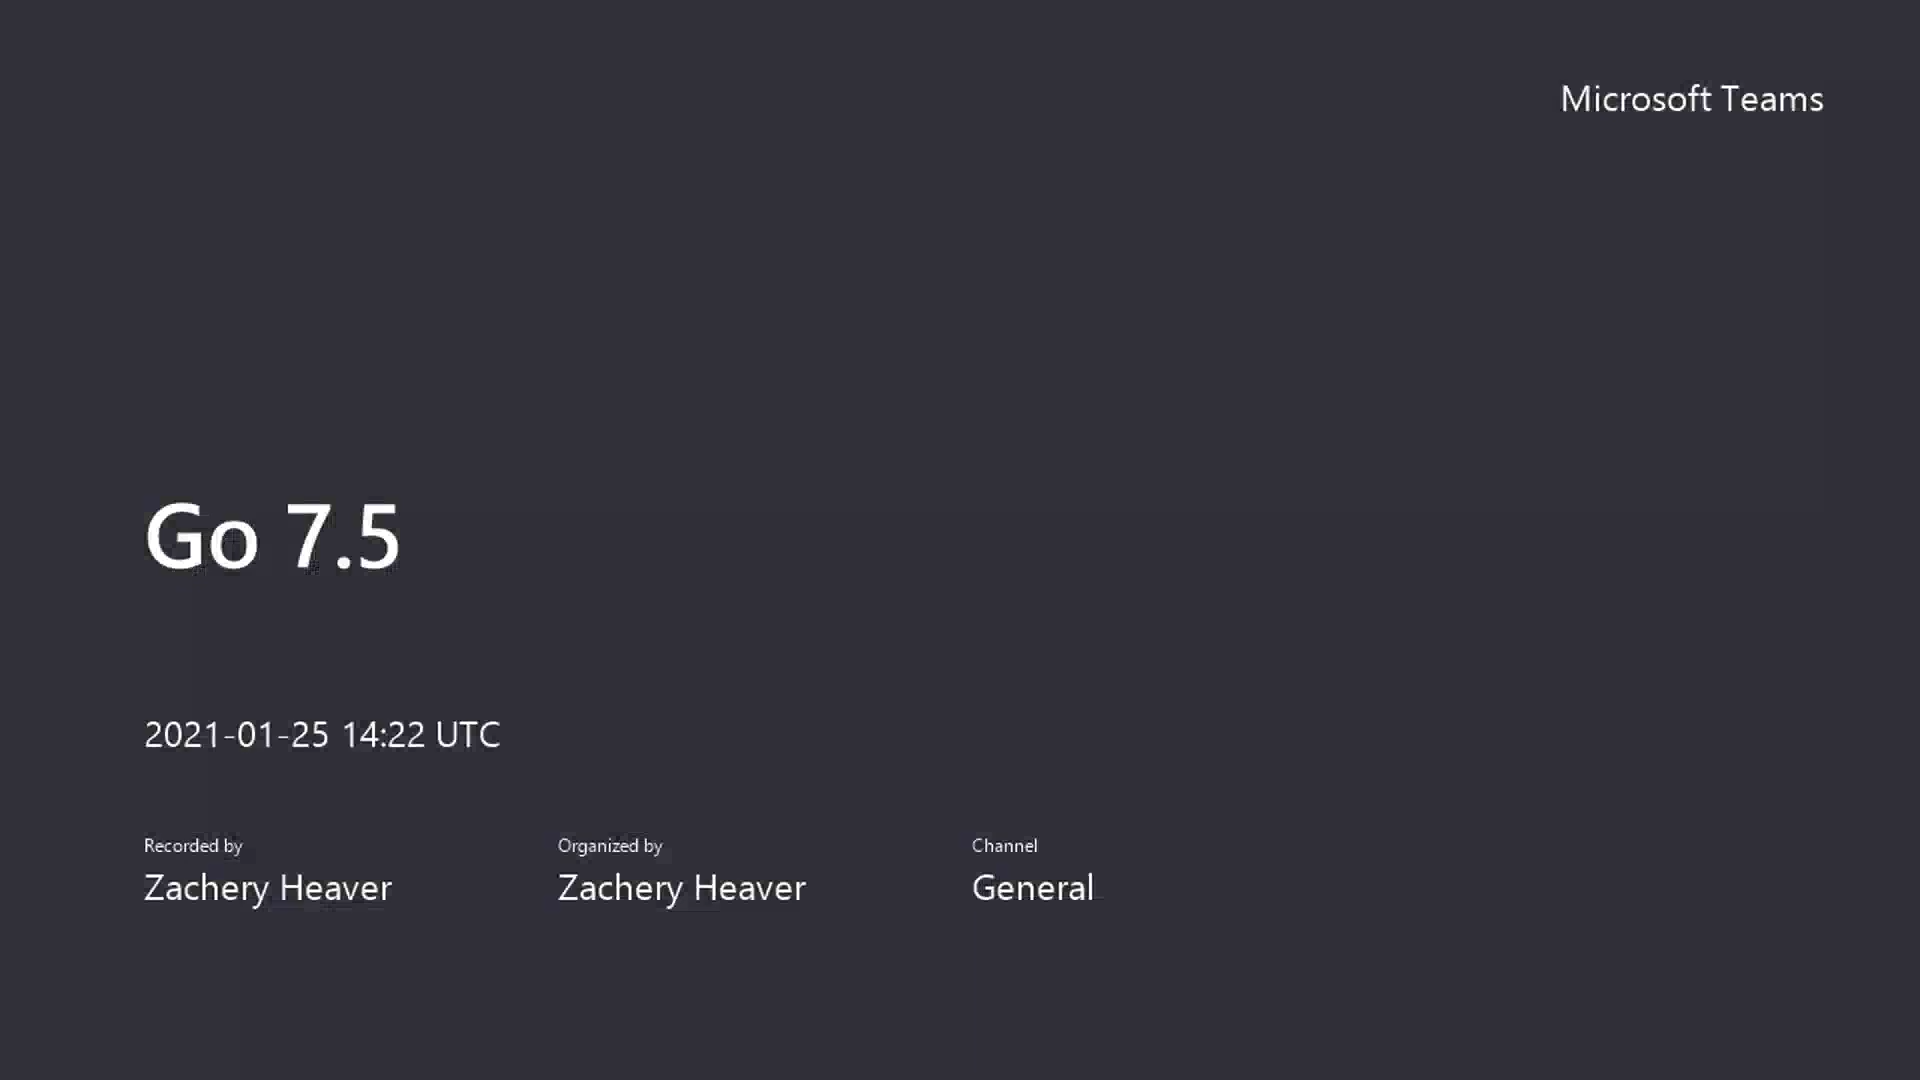 Microsoft Teams
Go 7.5
2021-01-25 14:22 UTC
Recorded by
Zachery Heaver
Organized by
Zachery Heaver
Channel
General